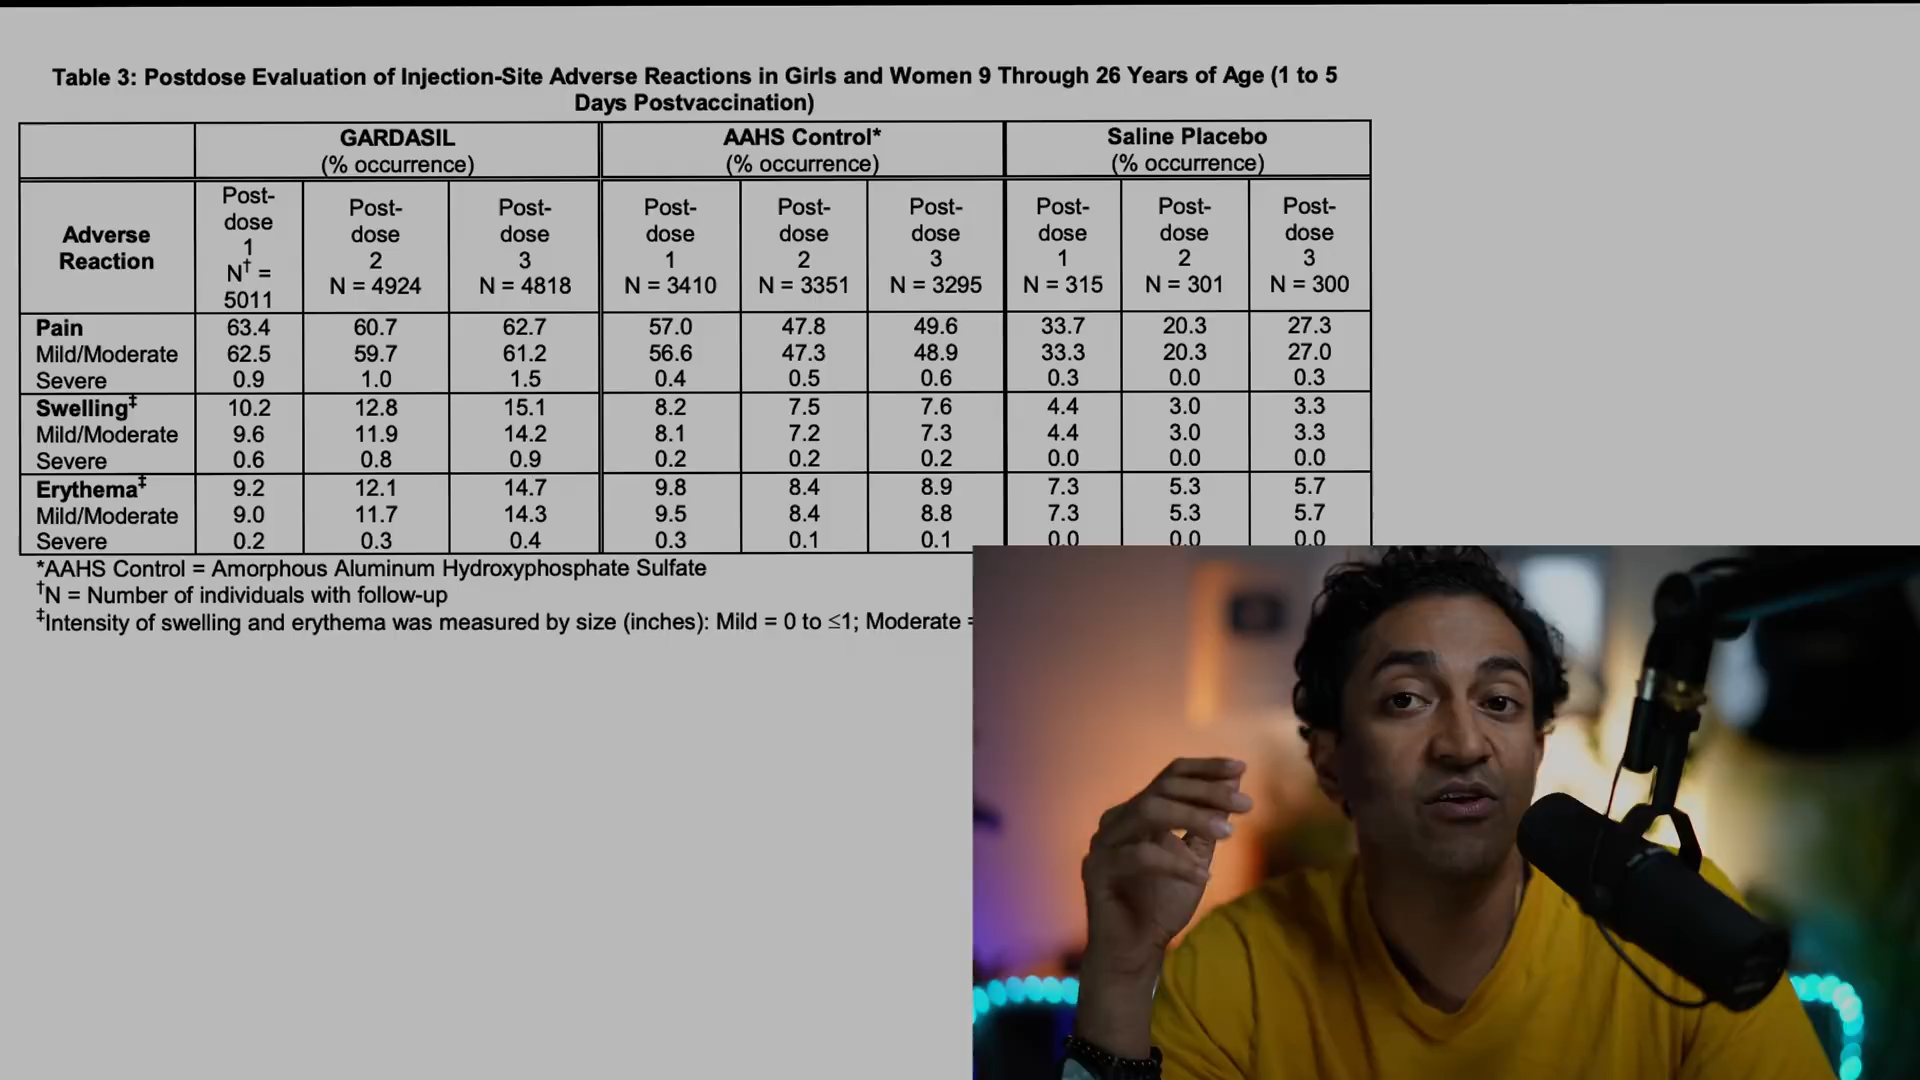 Table 3: Postdose Evaluation of Injection-Site Adverse Reactions in Girls and Women 9 Through 26 Years of Age (1 to 5
Days Postvaccination)
GARDASIL AAHS Control* Saline Placebo
(% occurrence) (% occurrence) (% occurrence)
Adverse Reaction Post-dose 1 N† = 5011 Post-dose 2 N = 4924 Post-dose 3 N = 4818 Post-dose 1 N = 3410 Post-dose 2 N = 3351 Post-dose 3 N = 3295 Post-dose 1 N = 315 Post-dose 2 N = 301 Post-dose 3 N = 300
Pain 63.4 60.7 62.7 57.0 47.8 49.6 33.7 20.3 27.3
Mild/Moderate 62.5 59.7 61.2 56.6 47.3 48.9 33.3 20.3 27.0
Severe 0.9 1.0 1.5 0.4 0.5 0.6 0.3 0.0 0.3
Swelling‡ 10.2 12.8 15.1 8.2 7.5 7.6 4.4 3.0 3.3
Mild/Moderate 9.6 11.9 14.2 8.1 7.2 7.3 4.4 3.0 3.3
Severe 0.6 0.8 0.9 0.2 0.2 0.2 0.0 0.0 0.0
Erythema‡ 9.2 12.1 14.7 9.8 8.4 8.9 7.3 5.3 5.7
Mild/Moderate 9.0 11.7 14.3 9.5 8.4 8.8 7.3 5.3 5.7
Severe 0.2 0.3 0.4 0.3 0.1 0.1 0.0 0.0 0.0
*AAHS Control = Amorphous Aluminum Hydroxyphosphate Sulfate
†N = Number of individuals with follow-up
‡Intensity of swelling and erythema was measured by size (inches): Mild = 0 to ≤1; Moderate =